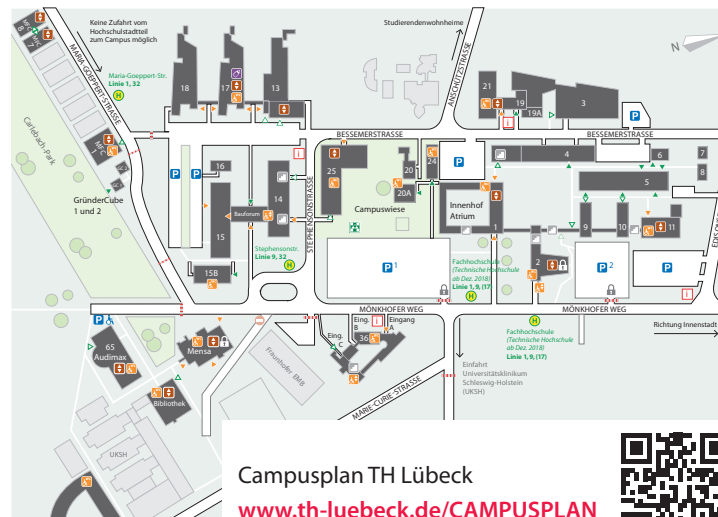 Keine Zufahrt vom
Hochschulstadtteil
zum Campus möglich
Studierendenwohnheime
N
MFC
8
MFC
7
MARIA-GOEPPERT-STRASSE
Maria-Goeppert-Str.
Linie 1, 32
H
18
17
13
ANSCHÜTZSTRASSE
21
19
19A
3
P
i
Carlebach-Park
BESSEMERSTRASSE
BESSEMERSTRASSE
MFC
1
GründerCube
1 und 2
P
P
16
i
14
Bauforum
15
15B
STEPHENSONSTRASSE
25
20
20A
24
P
Campuswiese
Innenhof
Atrium
1
4
6
7
8
5
9
10
11
2
Stephensonstr.
Linie 9, 32
H
P1
Fachhochschule
(Technische Hochschule
ab Dez. 2018)
Linie 1, 9, (17)
H
P2
P
i
MÖNKHOFER WEG
MÖNKHOFER WEG
P
65
Audimax
Mensa
Bibliothek
Fraunhofer EMB
Eing.
B
i
Eingang
A
Eing.
C
36
H
Fachhochschule
(Technische Hochschule
ab Dez. 2018)
Linie 1, 9, (17)
Richtung Innenstadt
MARIE-CURIE-STRASSE
Einfahrt
Universitätsklinikum
Schleswig-Holstein
(UKSH)
UKSH
Campusplan TH Lübeck
www.th-luebeck.de/CAMPUSPLAN